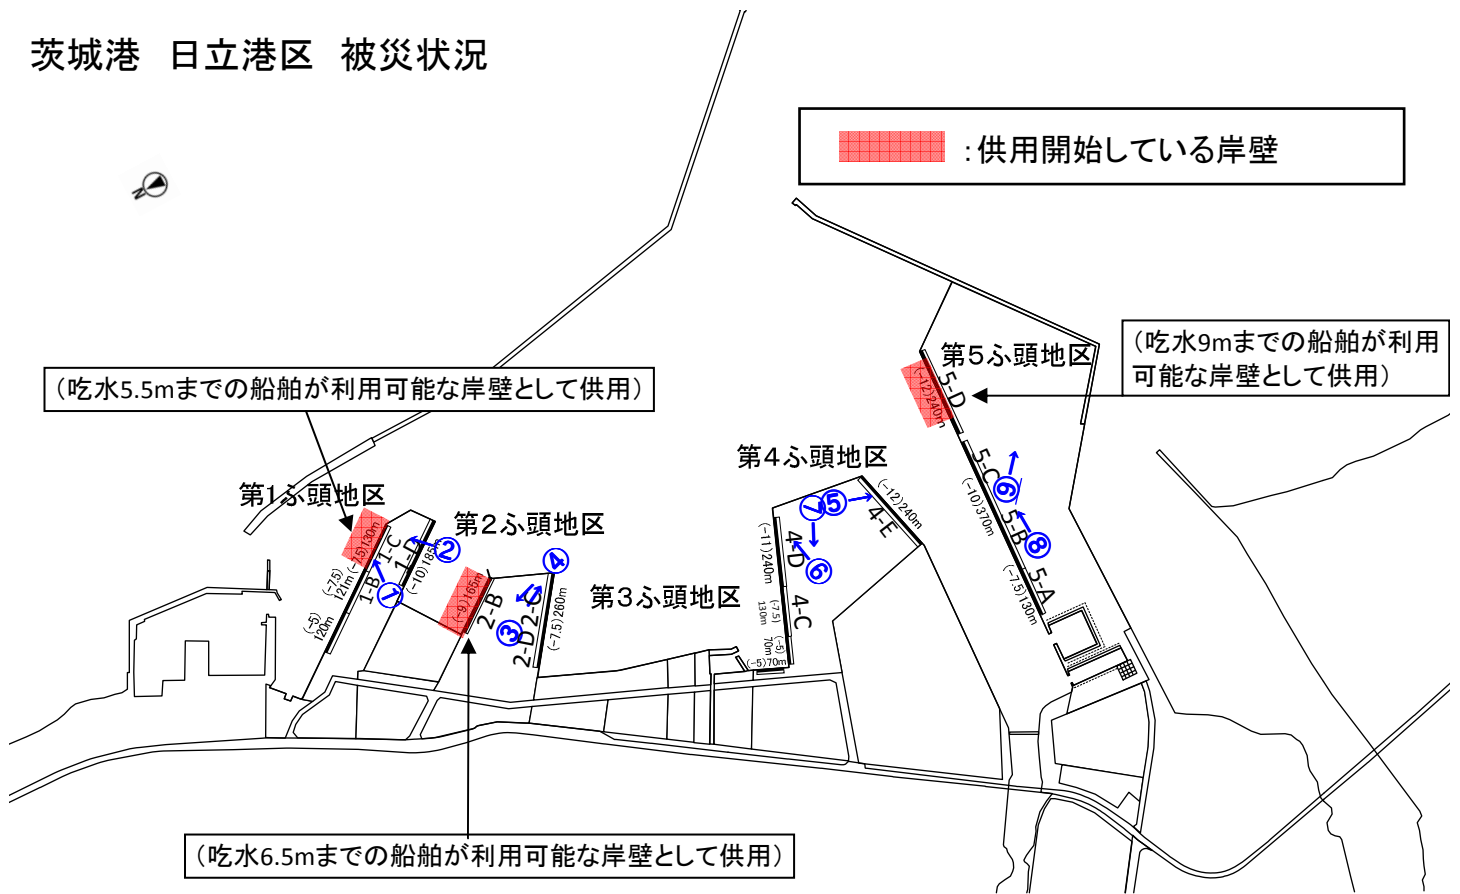 茨城港　日立港区　被災状況
N
：供用開始している岸壁
（吃水9mまでの船舶が利用
可能な岸壁として供用）
（吃水5.5mまでの船舶が利用可能な岸壁として供用）
第5ふ頭地区
5-D
(-12)240m
5-C
(-10)370m
5-B
5-A
(-7.5)130m
⑨
⑧
第4ふ頭地区
(-12)240m
4-E
⑦
⑤
⑥
4-D
(-11)240m
4-C
(-7.5)
130m
(-5)
70m
(-5)70m
第1ふ頭地区
130m
1-C
1-D
(-10)185
1-B
(-7.5)
121m
(-5)
120m
①
②
第2ふ頭地区
(-9)165m
2-B
2-C
2-D
(-7.5)260m
③
④
第3ふ頭地区
（吃水6.5mまでの船舶が利用可能な岸壁として供用）